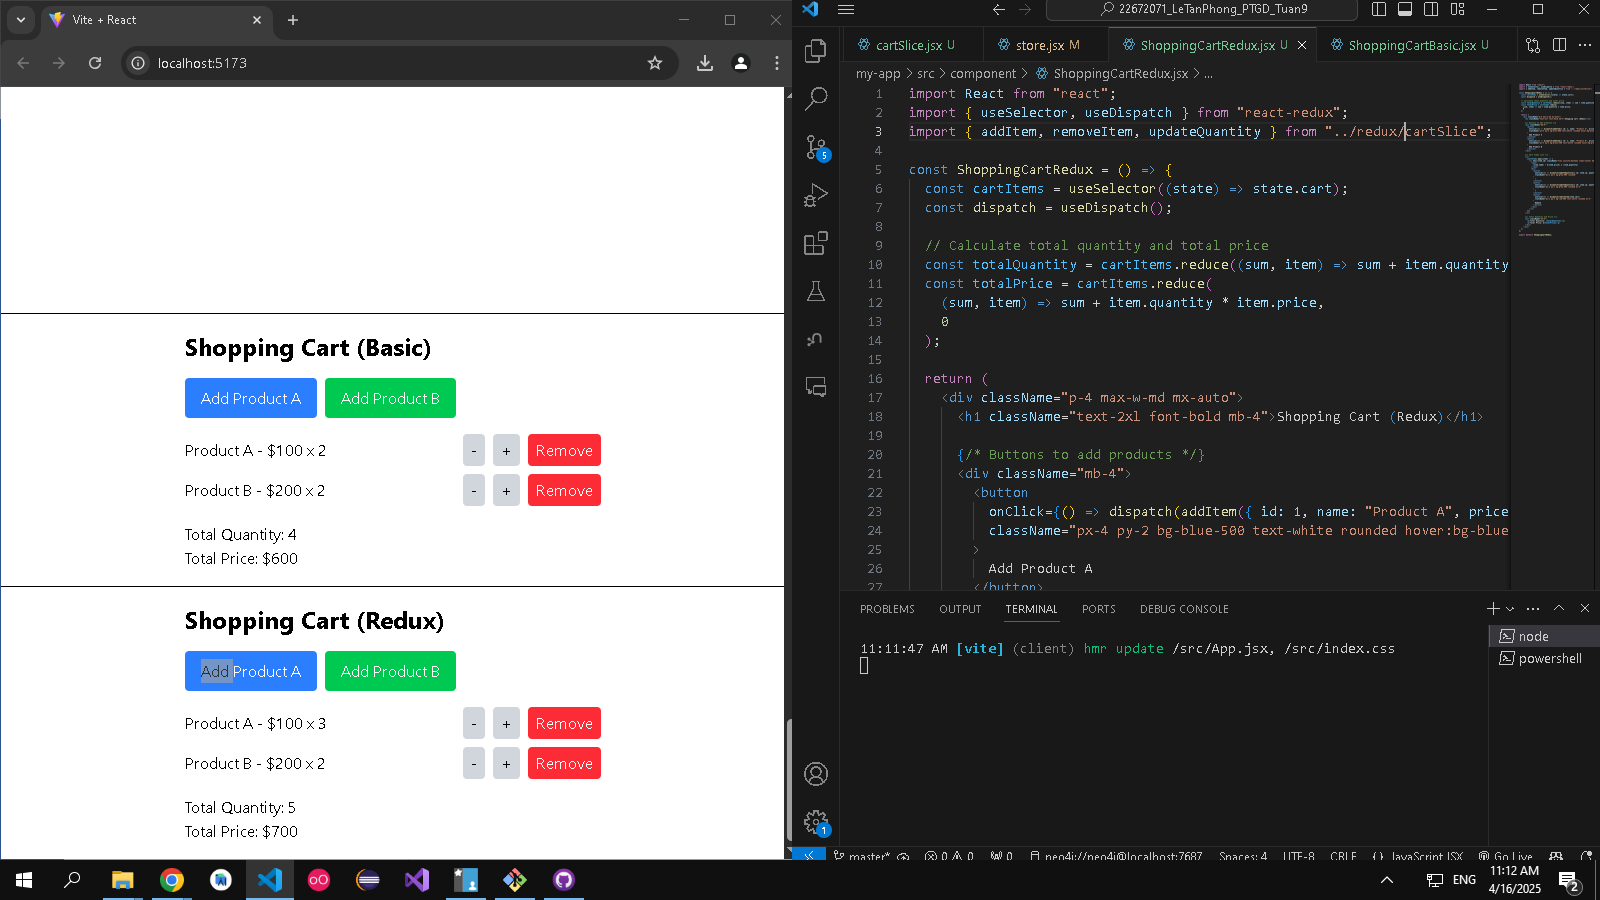 Vite + React
localhost:5173
Shopping Cart (Basic)
Add Product A
Add Product B
Product A - $100 x 2
- + Remove
Product B - $200 x 2
- + Remove
Total Quantity: 4
Total Price: $600
Shopping Cart (Redux)
Add Product A
Add Product B
Product A - $100 x 3
- + Remove
Product B - $200 x 2
- + Remove
Total Quantity: 5
Total Price: $700
22672071_LeTanPhong_PTGD_Tuan9
cartSlice.jsx U
store.jsx M
ShoppingCartRedux.jsx U
ShoppingCartBasic.jsx U
my-app > src > component > ShoppingCartRedux.jsx > ...
1 import React from "react";
2 import { useSelector, useDispatch } from "react-redux";
3 import { addItem, removeItem, updateQuantity } from "../redux/cartSlice";
4
5 const ShoppingCartRedux = () => {
6 const cartItems = useSelector((state) => state.cart);
7 const dispatch = useDispatch();
8
9 // Calculate total quantity and total price
10 const totalQuantity = cartItems.reduce((sum, item) => sum + item.quantity
11 const totalPrice = cartItems.reduce(
12 (sum, item) => sum + item.quantity * item.price,
13 0
14 );
15
16 return (
17 <div className="p-4 max-w-md mx-auto">
18 <h1 className="text-2xl font-bold mb-4">Shopping Cart (Redux)</h1>
19
20 {/* Buttons to add products */}
21 <div className="mb-4">
22 <button
23 onClick={() => dispatch(addItem({ id: 1, name: "Product A", price
24 className="px-4 py-2 bg-blue-500 text-white rounded hover:bg-blue
25 >
26 Add Product A
27 </button>
5
1
PROBLEMS
OUTPUT
TERMINAL
PORTS
DEBUG CONSOLE
11:11:47 AM [vite] (client) hmr update /src/App.jsx, /src/index.css
node
powershell
master*
0 0
0
neo4j://neo4j@localhost:7687
Spaces: 4
UTF-8
CRLF
{} JavaScript JSX
Go Live
ENG
11:12 AM
4/16/2025
2